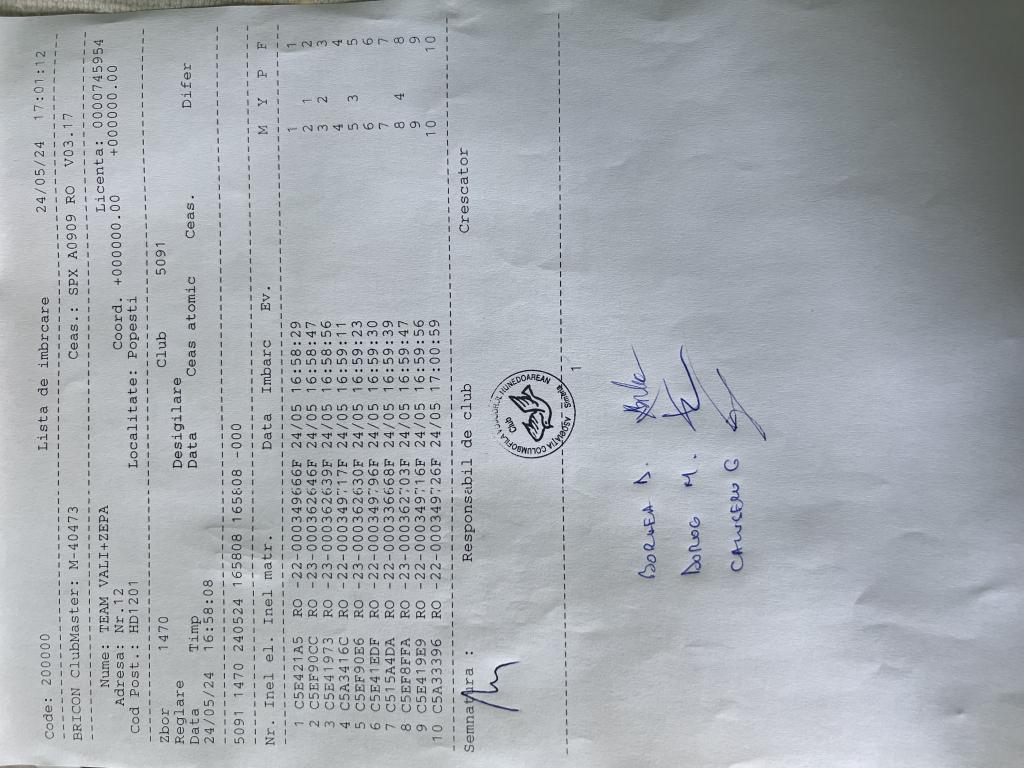 Code: 200000 Lista de imbrcare 24/05/24 17:01:12
BRICON ClubMaster: M-40473 Ceas.: SPX A0909 RO V03.17
Nume: TEAM VALI+ZEPA Licenta: 0000745954
Adresa: Nr.12 Coord. +000000.00 +000000.00
Cod Post.: HD1201 Localitate: Popesti
Zbor 1470 Club 5091
Reglare Desigilare
Data Timp Data Ceas atomic Ceas. Difer
24/05/24 16:58:08
5091 1470 240524 165808 165808 -000
Nr. Inel el. Inel matr. Data Imbarc Ev. M Y P F
1 C5E421A5 RO -22-000349666F 24/05 16:58:29 1 1
2 C5EF90CC RO -23-000362646F 24/05 16:58:47 2 1 2
3 C5E41973 RO -23-000362639F 24/05 16:58:56 3 2 3
4 C5A3416C RO -22-000349717F 24/05 16:59:11 4 4
5 C5EF90E6 RO -23-000362630F 24/05 16:59:23 5 3 5
6 C5E41EDF RO -22-000349796F 24/05 16:59:30 6 6
7 C515A4DA RO -22-000336668F 24/05 16:59:39 7 7
8 C5EF8FFA RO -23-000362703F 24/05 16:59:47 8 4 8
9 C5E419E9 RO -22-000349716F 24/05 16:59:56 9 9
10 C5A33396 RO -22-000349726F 24/05 17:00:59 10 10
Semnatura : Responsabil de club Crescator
ASOCIATIA COLUMBOFILA HUNEDOAREAN
Club
1
BORHEA D.
DOROG M.